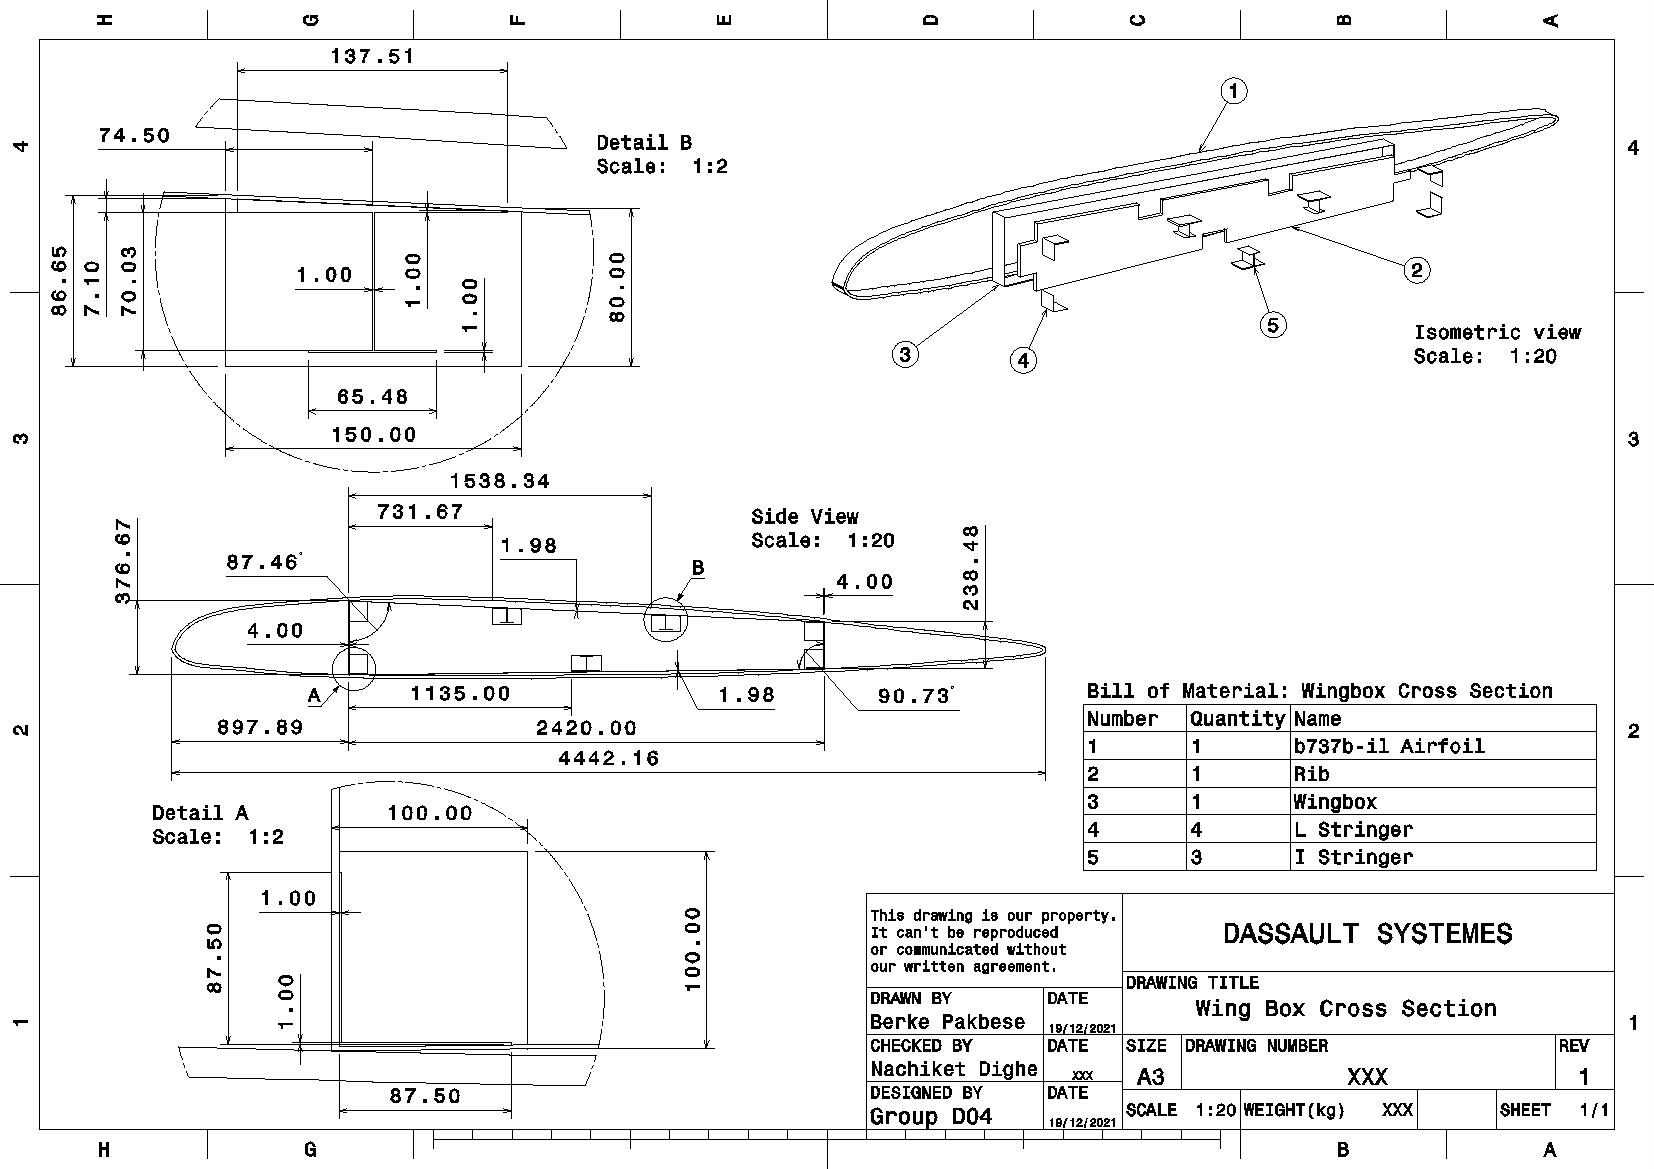 H G F E D C B A
4
3
2
1
4
3
2
1
137.51
74.50
Detail B
Scale: 1:2
86.65
7.10
70.03
1.00
1.00
1.00
80.00
65.48
150.00
1
2
3
4
5
Isometric view
Scale: 1:20
1538.34
731.67
1.98
Side View
Scale: 1:20
376.67
87.46°
B
4.00
238.48
4.00
A
1135.00
1.98
90.73°
897.89
2420.00
4442.16
Bill of Material: Wingbox Cross Section
Number Quantity Name
1 1 b737b-il Airfoil
2 1 Rib
3 1 Wingbox
4 4 L Stringer
5 3 I Stringer
Detail A
Scale: 1:2
100.00
1.00
87.50
1.00
100.00
87.50
This drawing is our property.
It can't be reproduced
or communicated without
our written agreement.
DASSAULT SYSTEMES
DRAWING TITLE
Wing Box Cross Section
DRAWN BY DATE
Berke Pakbese 19/12/2021
CHECKED BY DATE
Nachiket Dighe XXX
DESIGNED BY DATE
Group D04 19/12/2021
SIZE DRAWING NUMBER REV
A3 XXX 1
SCALE 1:20 WEIGHT(kg) XXX SHEET 1/1
H G B A